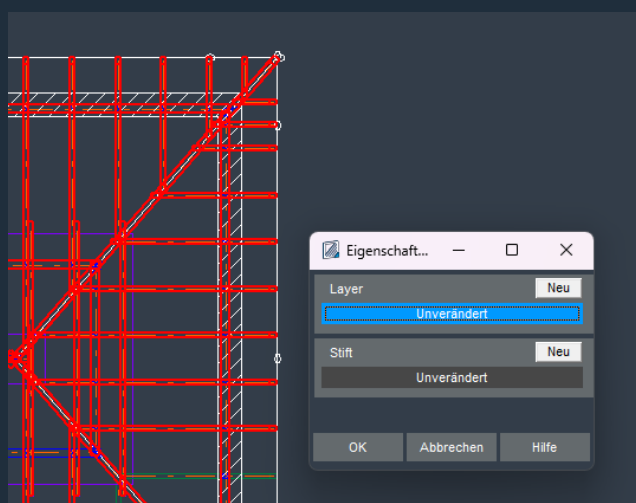 Eigenschaft...
Layer
Neu
Unverändert
Stift
Neu
Unverändert
OK
Abbrechen
Hilfe